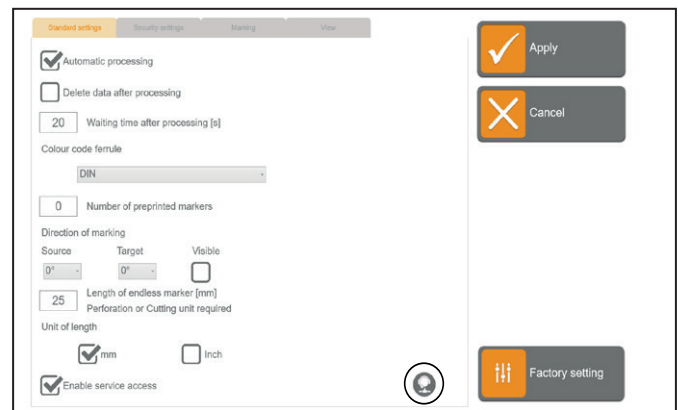 Standard settings Security settings Marking View
Automatic processing
Delete data after processing
20 Waiting time after processing [s]
Colour code ferrule
DIN
0 Number of preprinted markers
Direction of marking
Source Target Visible
0° 0°
25 Length of endless marker [mm]
Perforation or Cutting unit required
Unit of length
mm Inch
Enable service access
Apply
Cancel
Factory setting